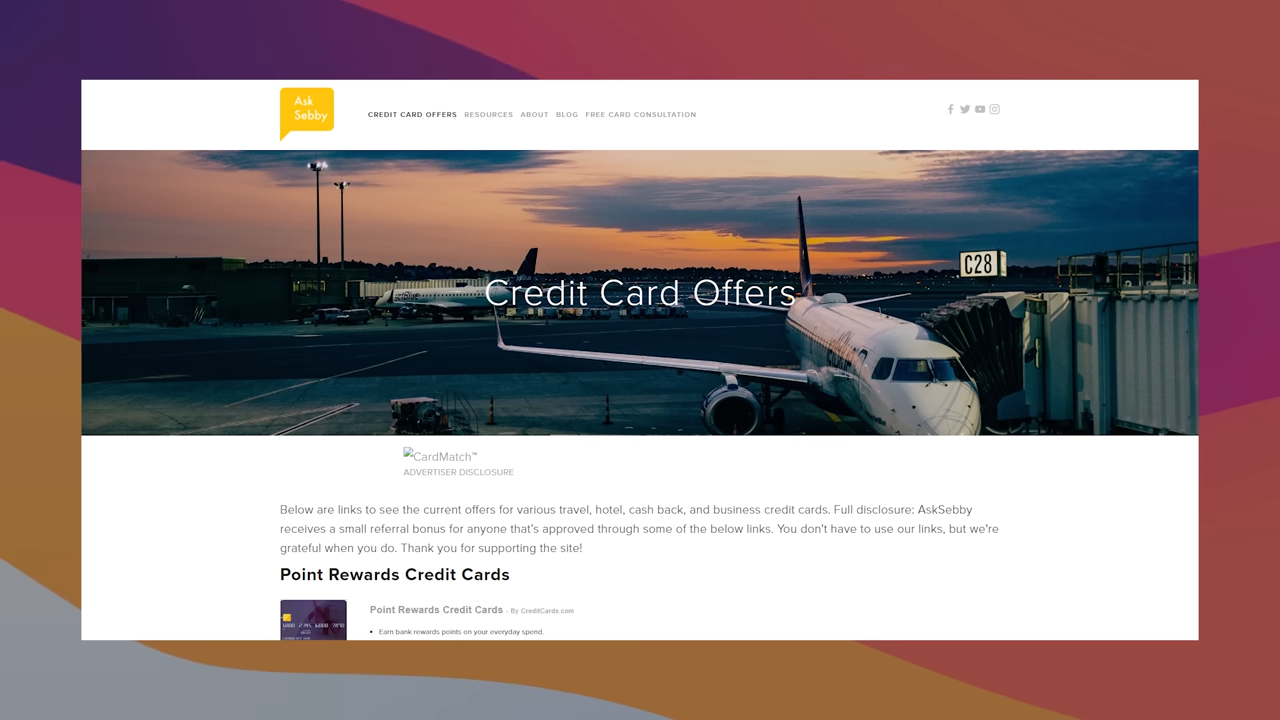 Ask
Sebby
CREDIT CARD OFFERS RESOURCES ABOUT BLOG FREE CARD CONSULTATION
C28
Credit Card Offers
CardMatch™
ADVERTISER DISCLOSURE
Below are links to see the current offers for various travel, hotel, cash back, and business credit cards. Full disclosure: AskSebby
receives a small referral bonus for anyone that's approved through some of the below links. You don't have to use our links, but we're
grateful when you do. Thank you for supporting the site!
Point Rewards Credit Cards
Point Rewards Credit Cards - By CreditCards.com
• Earn bank rewards points on your everyday spend.